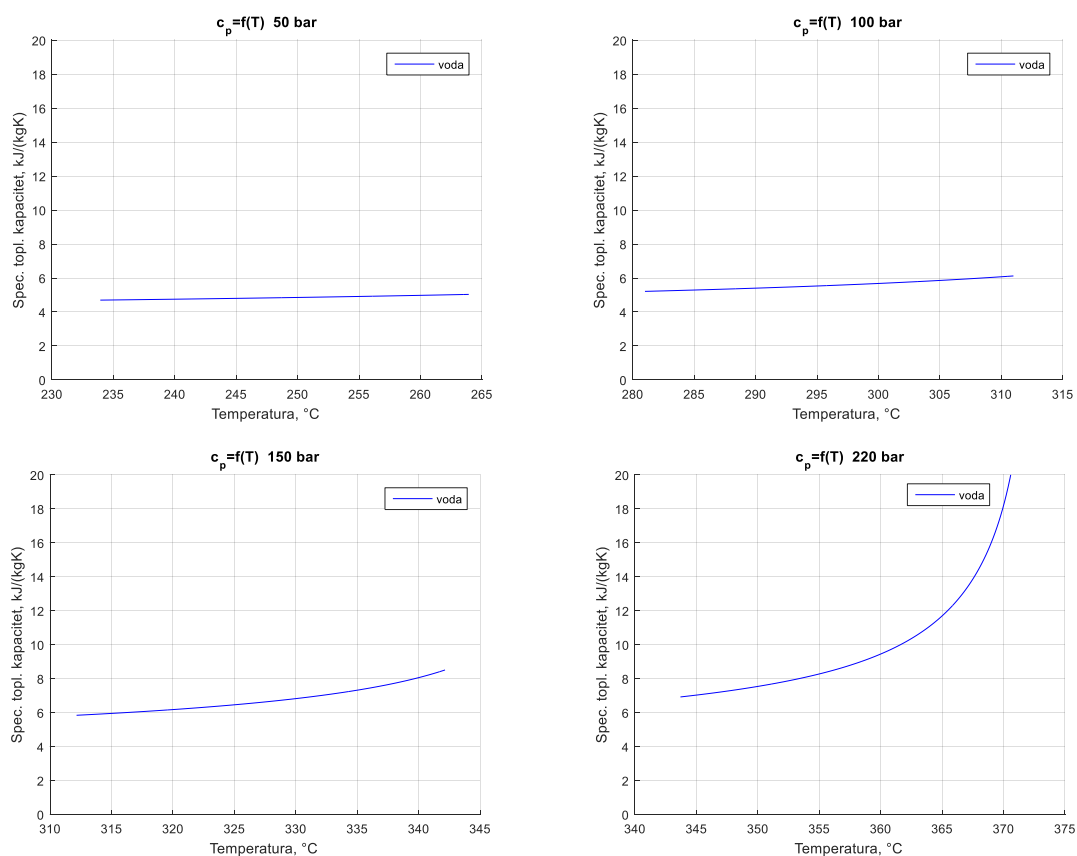 c_p=f(T) 50 bar
Spec. topl. kapacitet, kJ/(kgK)
20
18
16
14
12
10
8
6
4
2
0
voda
230 235 240 245 250 255 260 265
Temperatura, °C
c_p=f(T) 100 bar
Spec. topl. kapacitet, kJ/(kgK)
20
18
16
14
12
10
8
6
4
2
0
voda
280 285 290 295 300 305 310 315
Temperatura, °C
c_p=f(T) 150 bar
Spec. topl. kapacitet, kJ/(kgK)
20
18
16
14
12
10
8
6
4
2
0
voda
310 315 320 325 330 335 340 345
Temperatura, °C
c_p=f(T) 220 bar
Spec. topl. kapacitet, kJ/(kgK)
20
18
16
14
12
10
8
6
4
2
0
voda
340 345 350 355 360 365 370 375
Temperatura, °C